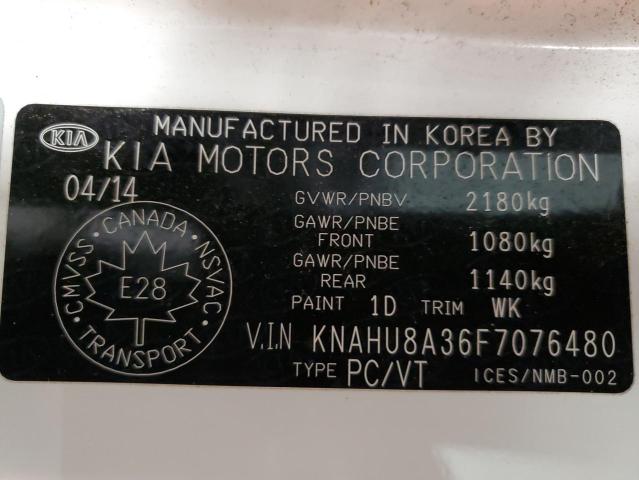 KIA
MANUFACTURED IN KOREA BY
KIA MOTORS CORPORATION
04/14
GVWR/PNBV 2180kg
GAWR/PNBE
FRONT 1080kg
GAWR/PNBE
REAR 1140kg
PAINT 1D TRIM WK
CANADA
CMVSS NSVAC
E28
TRANSPORT
V.I.N KNAHU8A36F7076480
TYPE PC/VT ICES/NMB-002